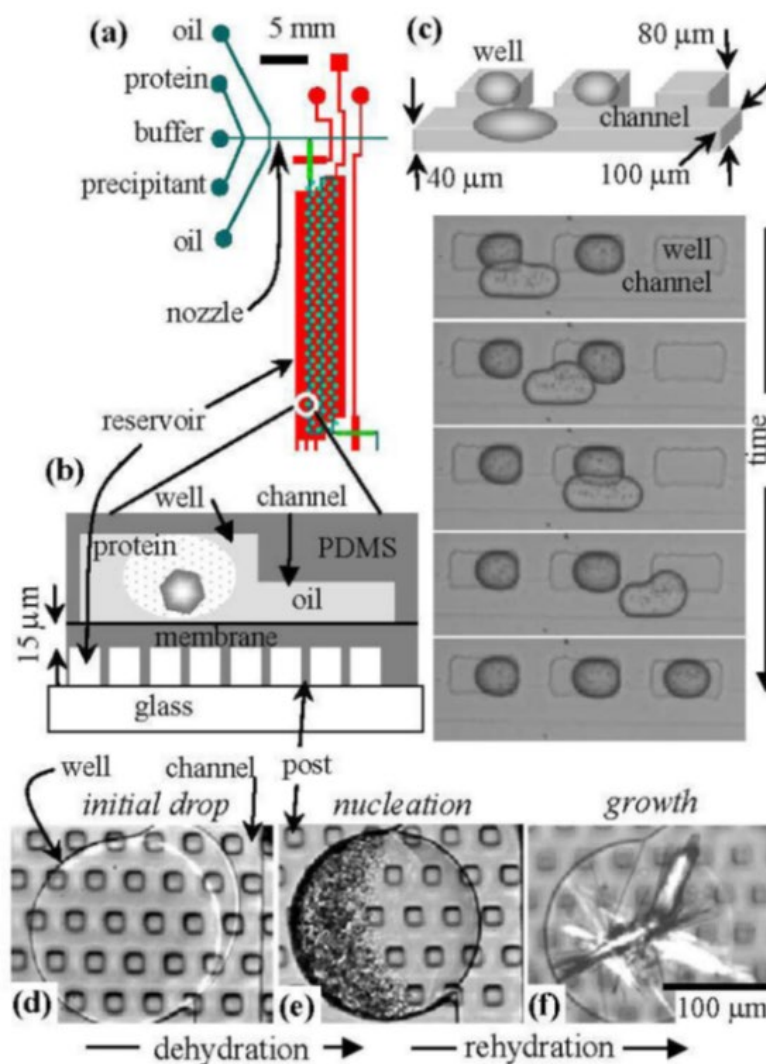 (a)
oil
5 mm
protein
buffer
precipitant
oil
nozzle
reservoir
(c)
well
80 µm
channel
40 µm
100 µm
well
channel
time
(b)
well
channel
protein
PDMS
oil
15 µm
membrane
glass
well
channel
post
initial drop
nucleation
growth
(d)
(e)
(f)
100 µm
dehydration
rehydration